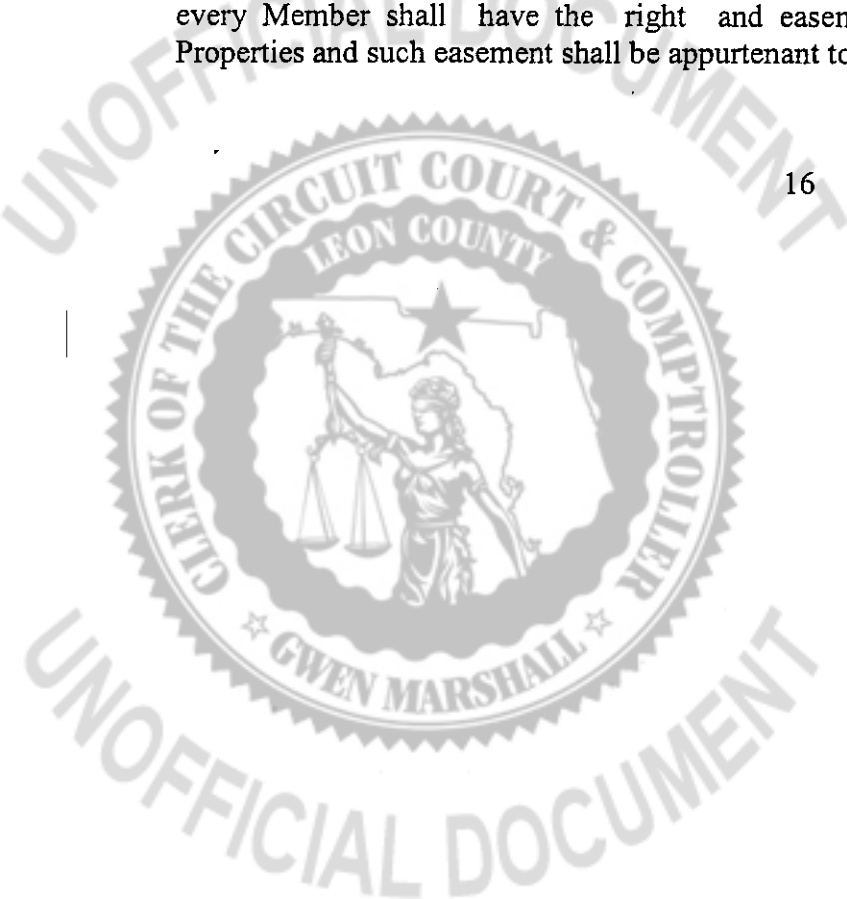 every Member shall have the right and easen
Properties and such easement shall be appurtenant to
UNOFFICIAL DOCUMENT
16
CLERK OF THE CIRCUIT COURT & COMPTROLLER
LEON COUNTY
GWEN MARSHALL
UNOFFICIAL DOCUMENT